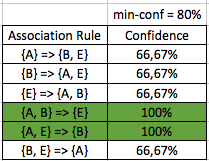 min-conf = 80%
Association Rule Confidence
{A} => {B, E} 66,67%
{B} => {A, E} 66,67%
{E} => {A, B} 66,67%
{A, B} => {E} 100%
{A, E} => {B} 100%
{B, E} => {A} 66,67%